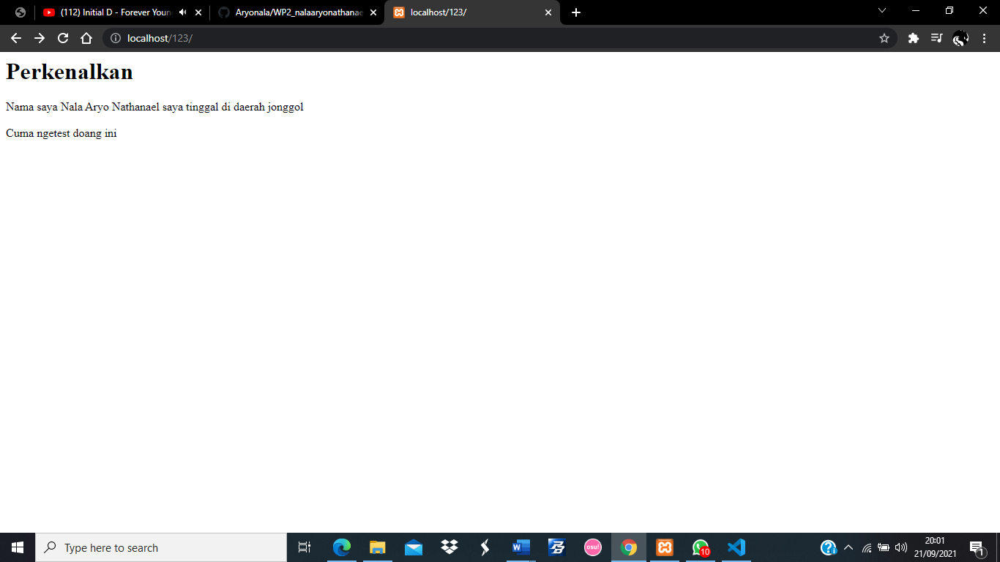 (112) Initial D - Forever Youn
Aryonala/WP2_nalaaryonathanae
localhost/123/
localhost/123/
Perkenalkan
Nama saya Nala Aryo Nathanael saya tinggal di daerah jonggol
Cuma ngetest doang ini
Type here to search
osu!
10
20:01
21/09/2021
1